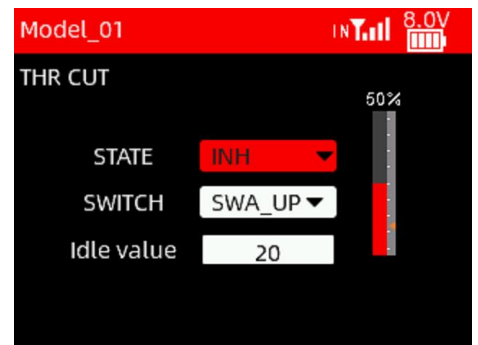 Model_01 IN 8.0V
THR CUT
50%
STATE INH
SWITCH SWA_UP
Idle value 20